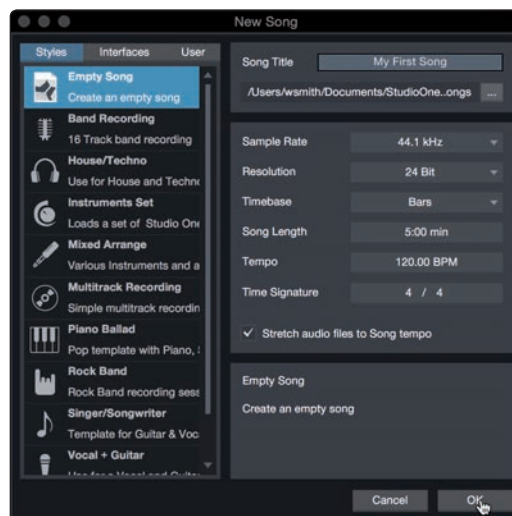 New Song
Styles Interfaces User
Empty Song
Create an empty song
Band Recording
16 Track band recording
House/Techno
Use for House and Techno
Instruments Set
Loads a set of Studio One
Mixed Arrange
Various Instruments and a
Multitrack Recording
Simple multitrack recordin
Piano Ballad
Pop template with Piano,
Rock Band
Rock Band recording sess
Singer/Songwriter
Template for Guitar & Voc
Vocal + Guitar
Song Title My First Song
/Users/wsmith/Documents/StudioOne..ongs ...
Sample Rate 44.1 kHz
Resolution 24 Bit
Timebase Bars
Song Length 5:00 min
Tempo 120.00 BPM
Time Signature 4 / 4
Stretch audio files to Song tempo
Empty Song
Create an empty song
Cancel OK